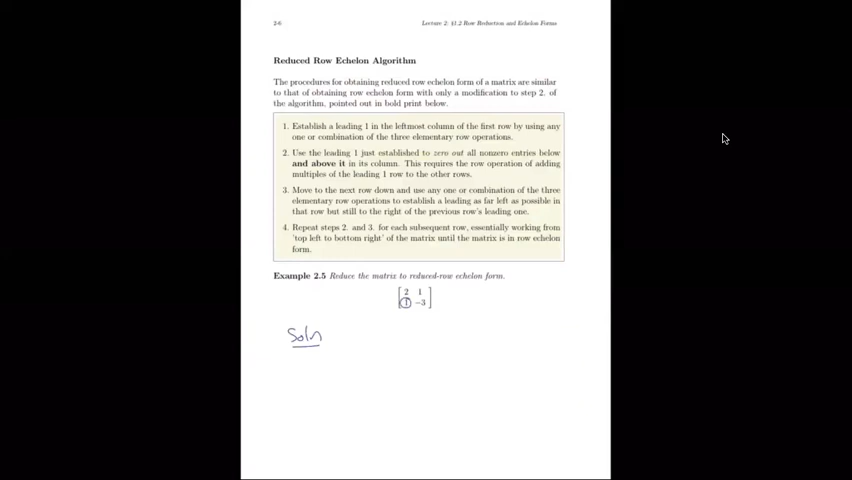 2-6 Lecture 2: §1.2 Row Reduction and Echelon Forms
Reduced Row Echelon Algorithm
The procedures for obtaining reduced row echelon form of a matrix are similar
to that of obtaining row echelon form with only a modification to step 2. of
the algorithm, pointed out in bold print below.
1. Establish a leading 1 in the leftmost column of the first row by using any
one or combination of the three elementary row operations.
2. Use the leading 1 just established to zero out all nonzero entries below
and above it in its column. This requires the row operation of adding
multiples of the leading 1 row to the other rows.
3. Move to the next row down and use any one or combination of the three
elementary row operations to establish a leading as far left as possible in
that row but still to the right of the previous row's leading one.
4. Repeat steps 2. and 3. for each subsequent row, essentially working from
'top left to bottom right' of the matrix until the matrix is in row echelon
form.
Example 2.5 Reduce the matrix to reduced-row echelon form.
2 1
1 −3
Soln